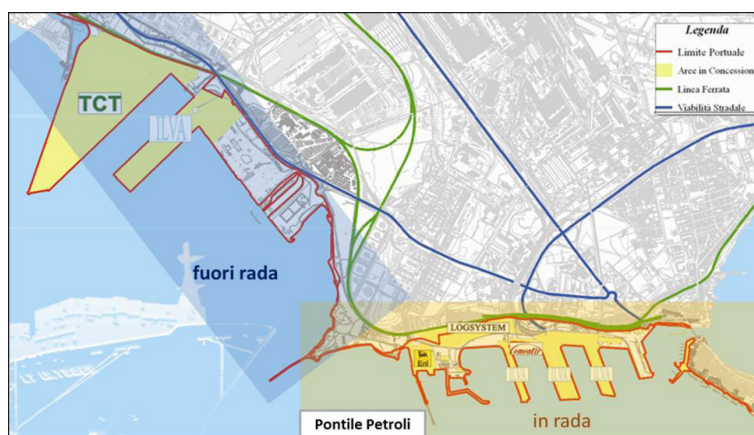 Legenda
Limite Portuale
Aree in Concession
Linea Ferrata
Viabilità Stradale
TCT
ILVA
fuori rada
LOGSYSTEM
Eni
Cementir
Pontile Petroli
in rada